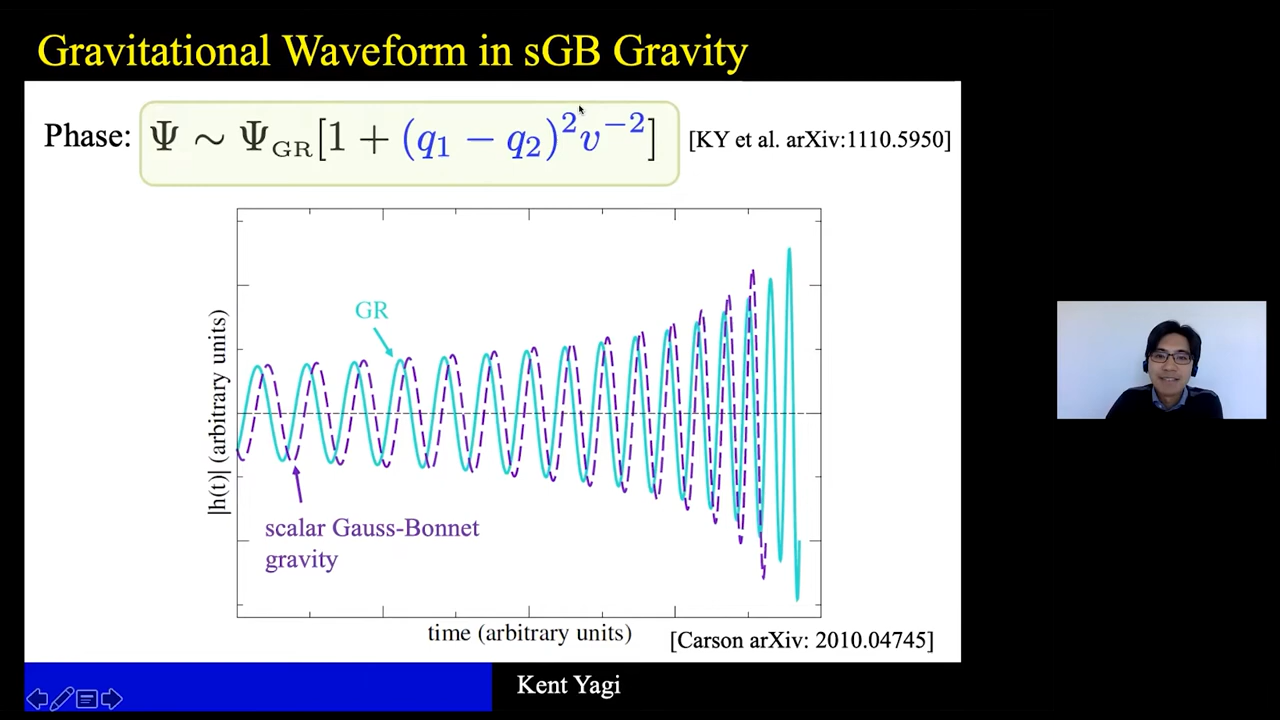 Gravitational Waveform in sGB Gravity
Phase: Ψ ∼ Ψ_GR[1 + (q₁ − q₂)²v⁻²] [KY et al. arXiv:1110.5950]
GR
|h(t)| (arbitrary units)
scalar Gauss-Bonnet
gravity
time (arbitrary units)
[Carson arXiv: 2010.04745]
Kent Yagi